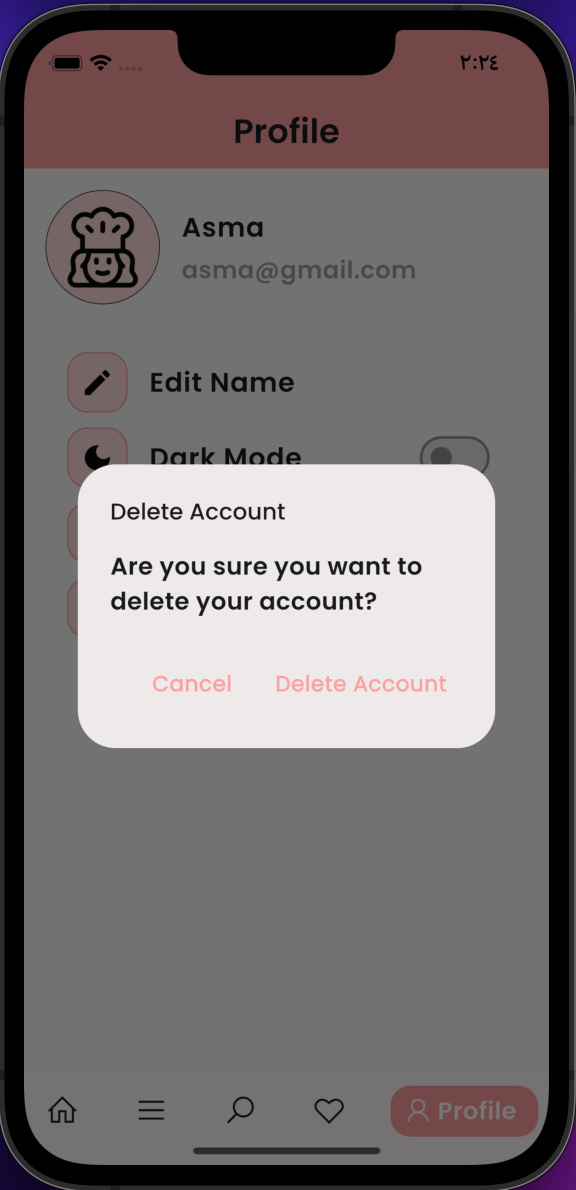 ٢:٢٤
Profile
Asma
asma@gmail.com
Edit Name
Dark Mode
Delete Account
Are you sure you want to
delete your account?
Cancel
Delete Account
Profile